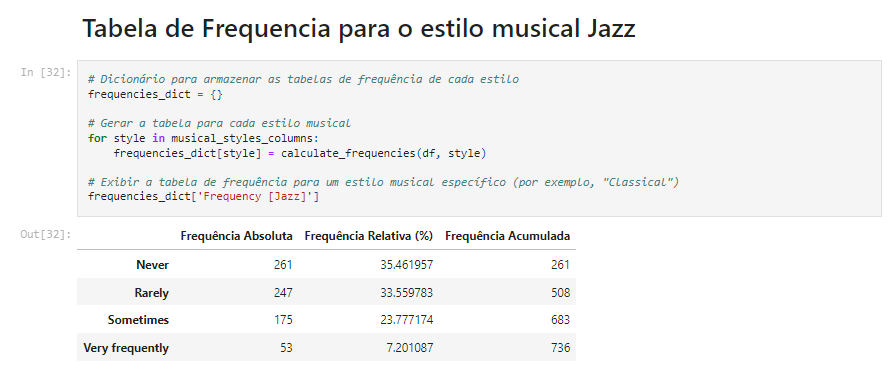 Tabela de Frequencia para o estilo musical Jazz
In [32]:
# Dicionário para armazenar as tabelas de frequência de cada estilo
frequencies_dict = {}
# Gerar a tabela para cada estilo musical
for style in musical_styles_columns:
frequencies_dict[style] = calculate_frequencies(df, style)
# Exibir a tabela de frequência para um estilo musical específico (por exemplo, "Classical")
frequencies_dict['Frequency [Jazz]']
Out[32]:
Frequência Absoluta Frequência Relativa (%) Frequência Acumulada
Never 261 35.461957 261
Rarely 247 33.559783 508
Sometimes 175 23.777174 683
Very frequently 53 7.201087 736